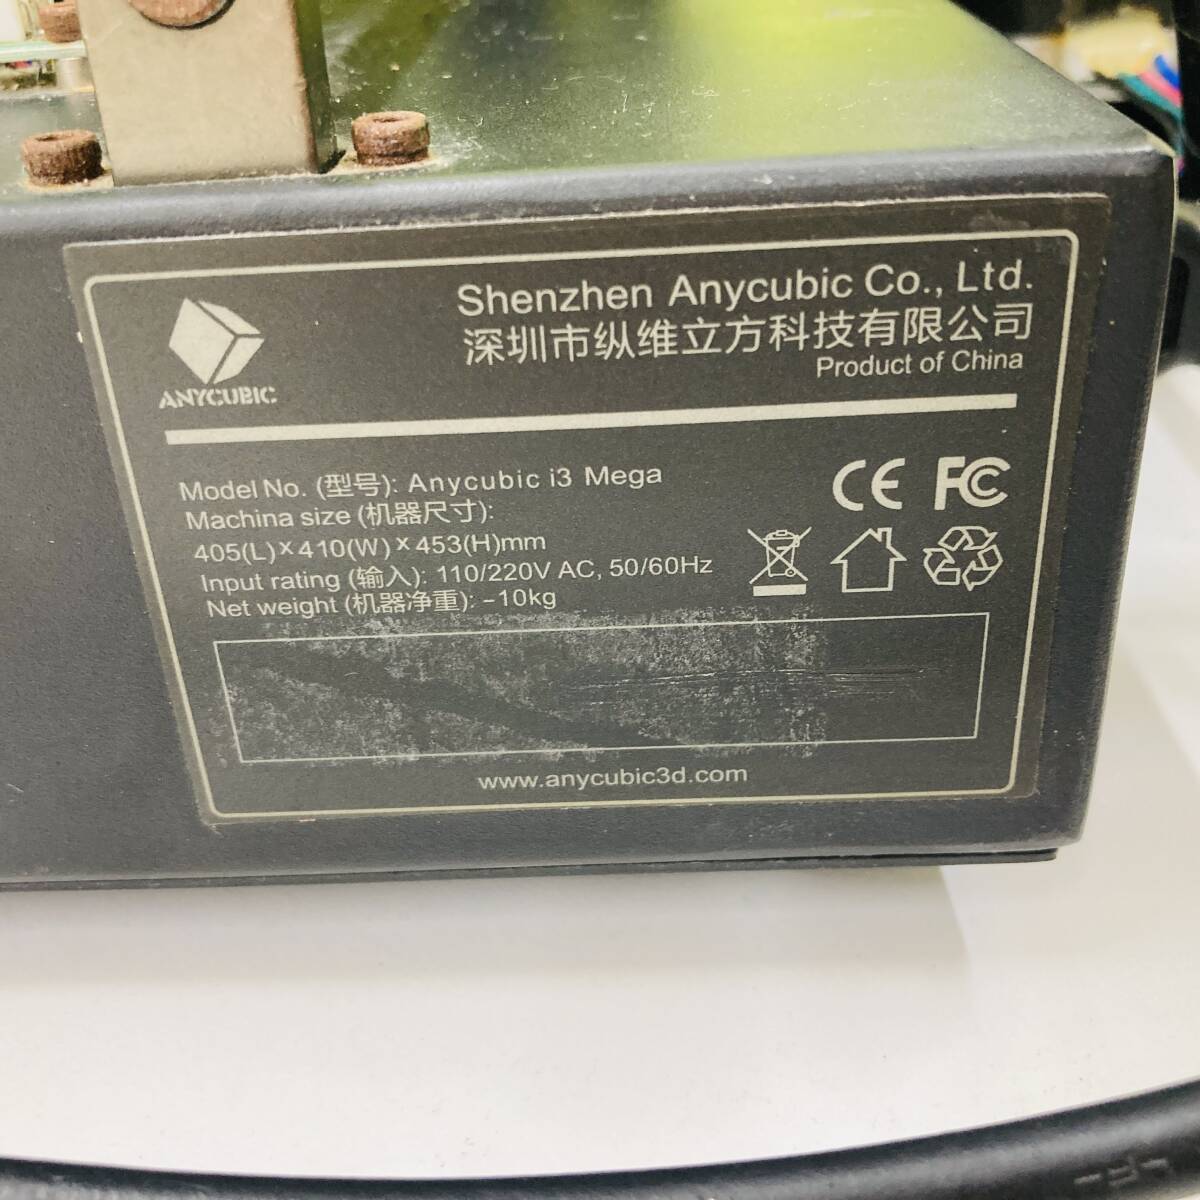 Shenzhen Anycubic Co., Ltd.
深圳市纵维立方科技有限公司
Product of China
ANYCUBIC
Model No. (型号): Anycubic i3 Mega
Machina size (机器尺寸):
405(L)×410(W)×453(H)mm
Input rating (输入): 110/220V AC, 50/60Hz
Net weight (机器净重): ~10kg
CE FC
www.anycubic3d.com